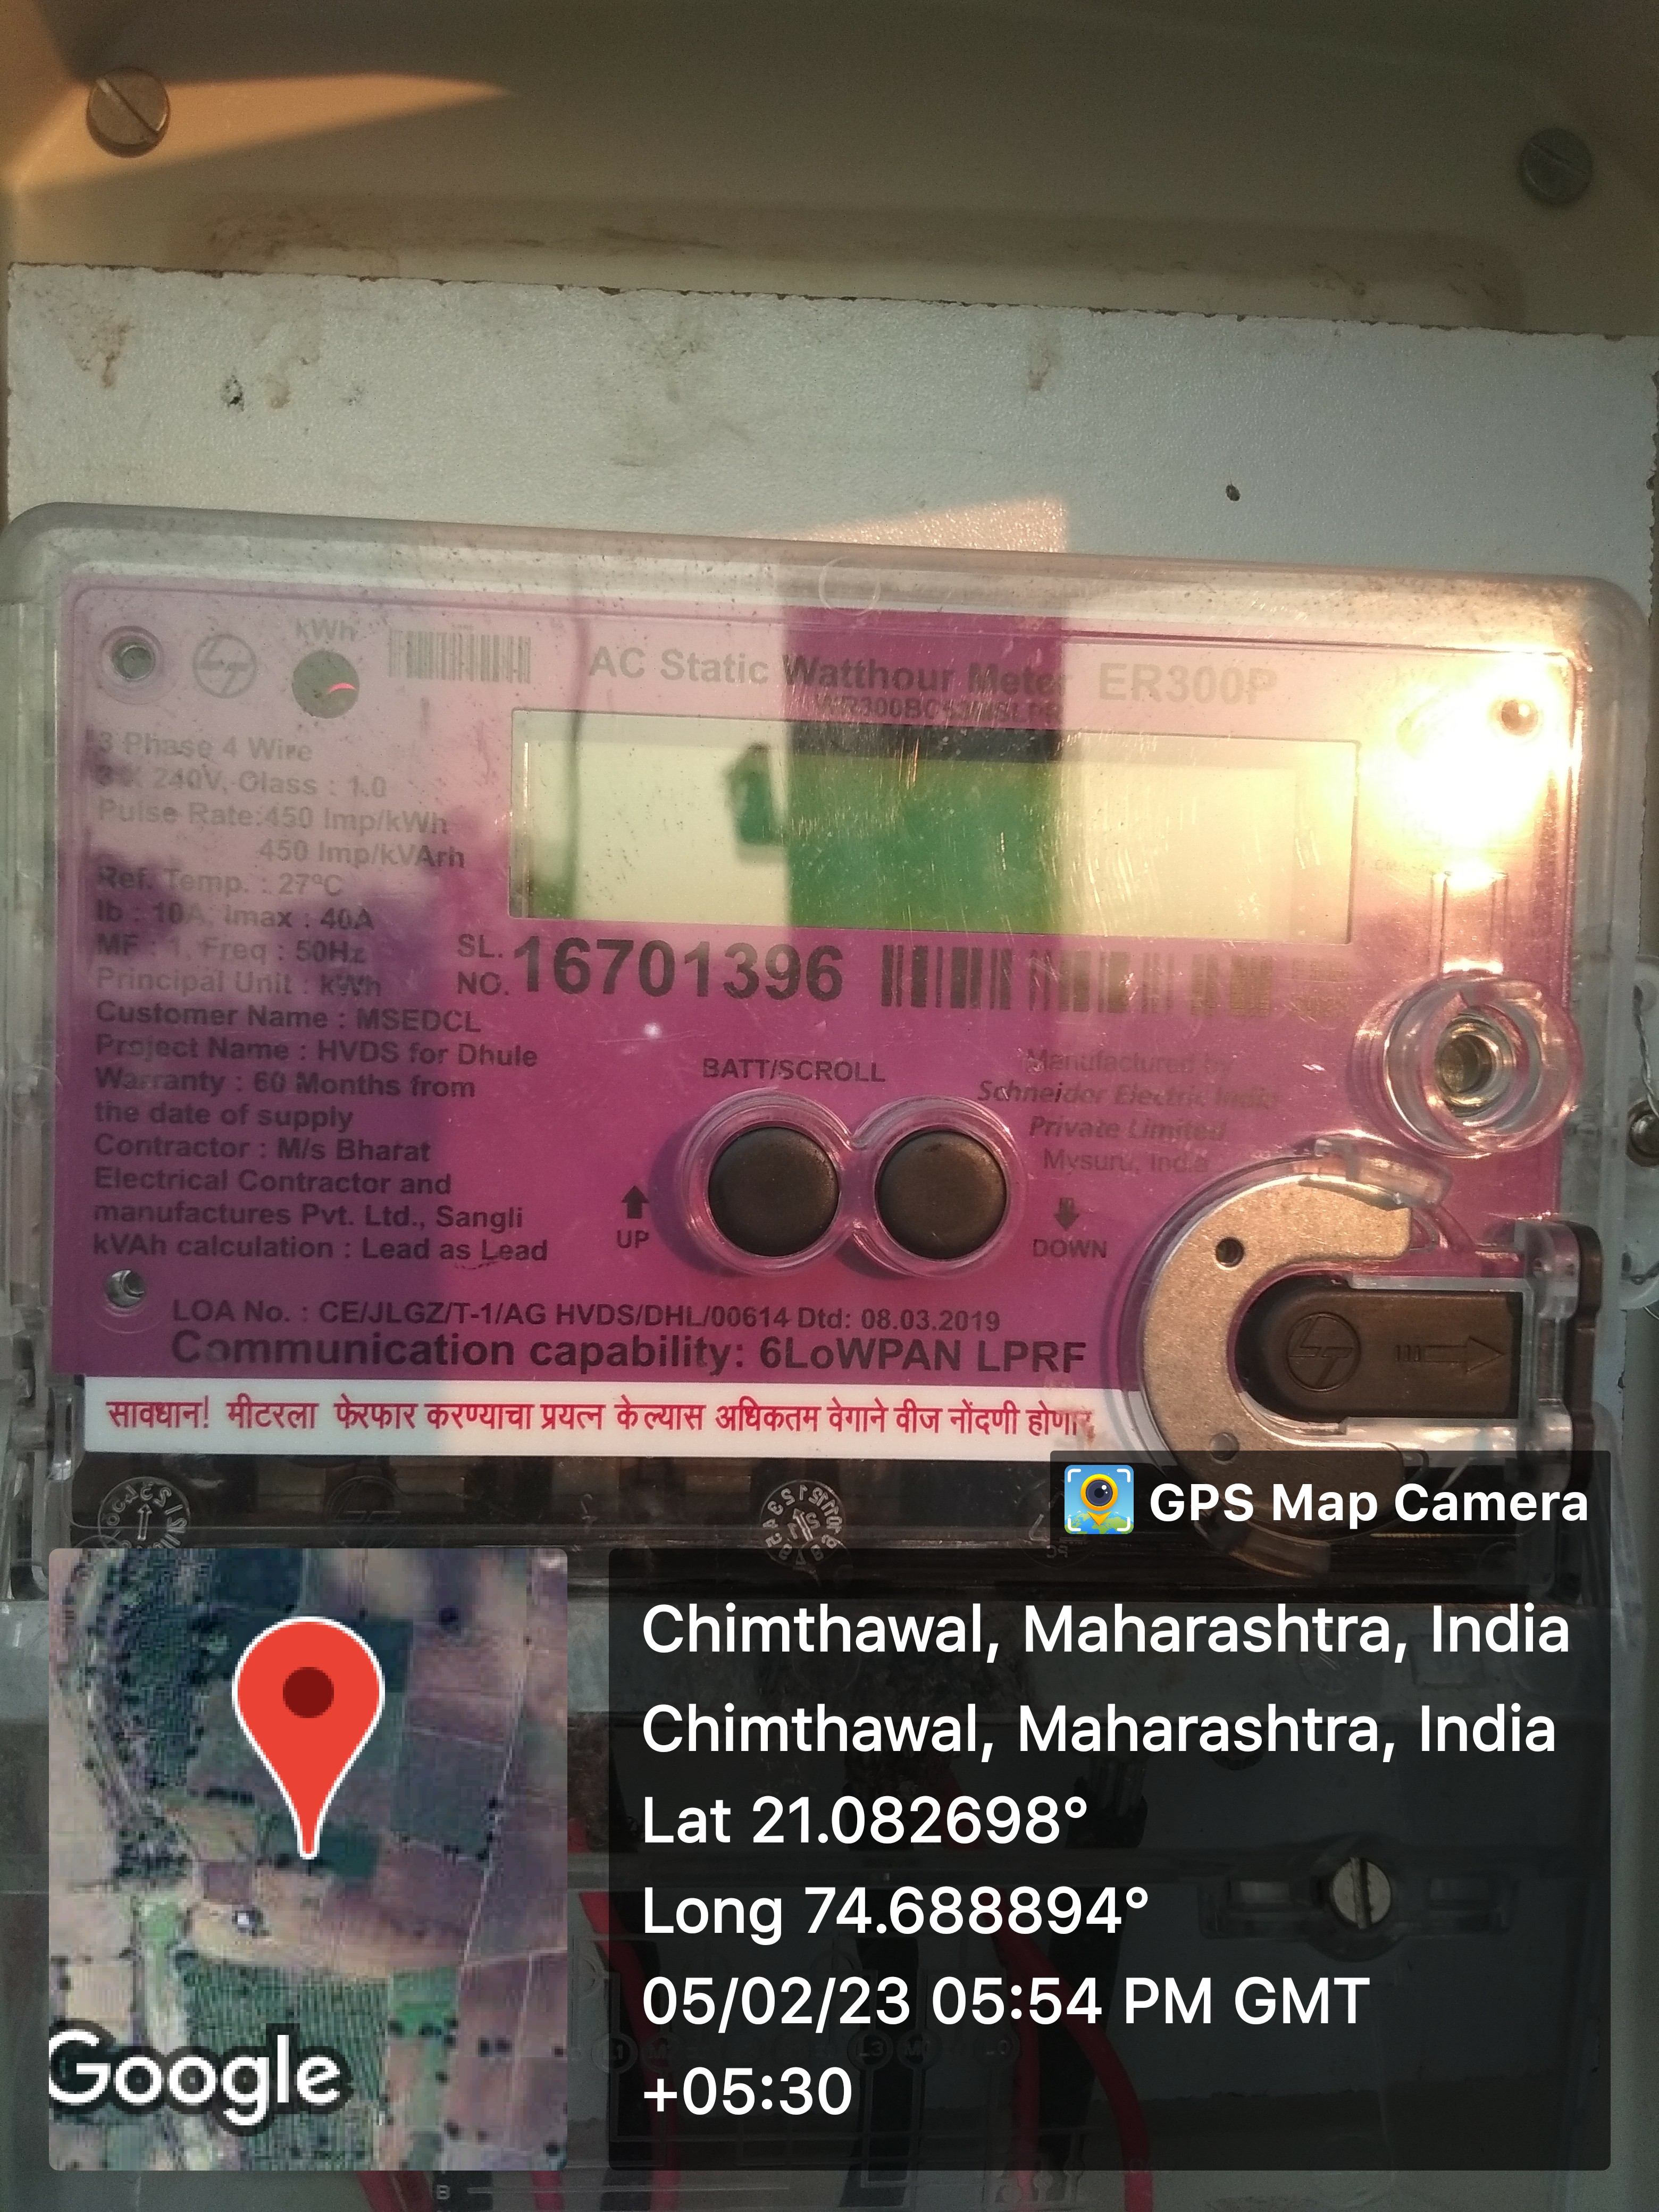 kWh
AC Static Watthour Meter ER300P
3 Phase 4 Wire
3 X 240V, Class : 1.0
Pulse Rate:450 Imp/kWh
450 Imp/kVArh
Ref. Temp. : 27°C
Ib : 10A, Imax : 40A
MF : 1, Freq : 50Hz
Principal Unit : kWh
SL. NO. 16701396
Customer Name : MSEDCL
Project Name : HVDS for Dhule
Warranty : 60 Months from
the date of supply
Contractor : M/s Bharat
Electrical Contractor and
manufactures Pvt. Ltd., Sangli
kVAh calculation : Lead as Lead
BATT/SCROLL
UP
DOWN
Manufactured by
Schneider Electric India
Private Limited
Mysuru, India
LOA No. : CE/JLGZ/T-1/AG HVDS/DHL/00614 Dtd: 08.03.2019
Communication capability: 6LoWPAN LPRF
सावधान! मीटरला फेरफार करण्याचा प्रयत्न केल्यास अधिकतम वेगाने वीज नोंदणी होणार
GPS Map Camera
Chimthawal, Maharashtra, India
Chimthawal, Maharashtra, India
Lat 21.082698°
Long 74.688894°
05/02/23 05:54 PM GMT
+05:30
Google